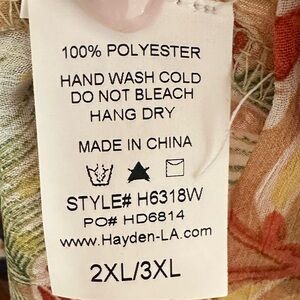 100% POLYESTER
HAND WASH COLD
DO NOT BLEACH
HANG DRY
MADE IN CHINA
STYLE# H6318W
PO# HD6814
www.Hayden-LA.com
2XL/3XL